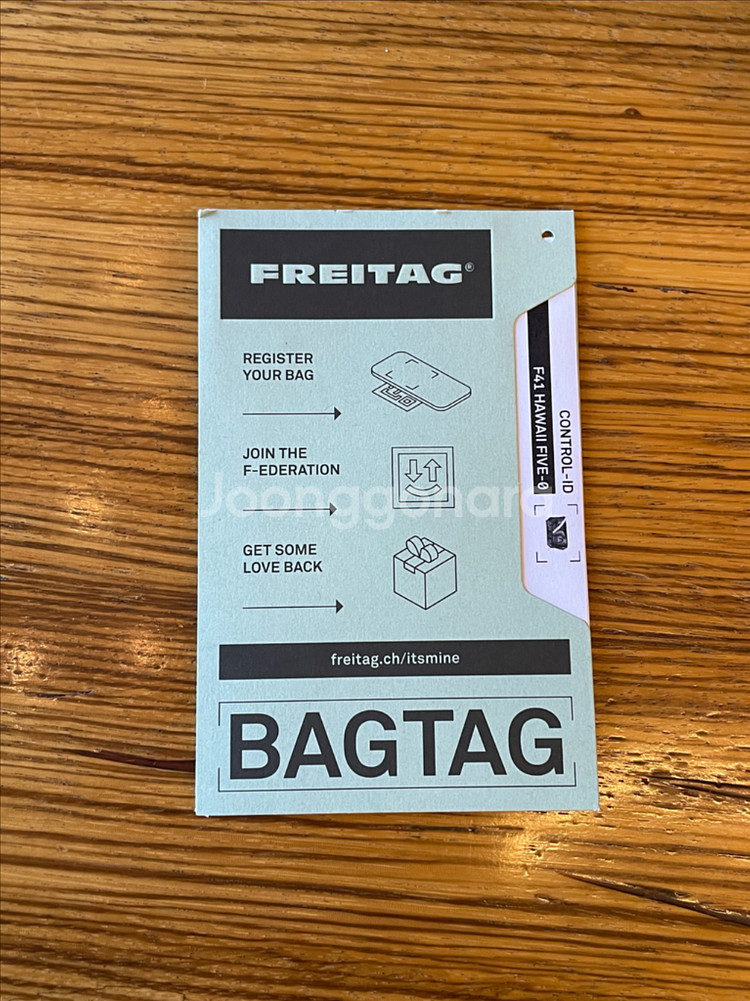 FREITAG®
REGISTER
YOUR BAG
JOIN THE
F-EDERATION
GET SOME
LOVE BACK
freitag.ch/itsmine
BAGTAG
CONTROL-ID
F41 HAWAII FIVE-0
Joonggonara